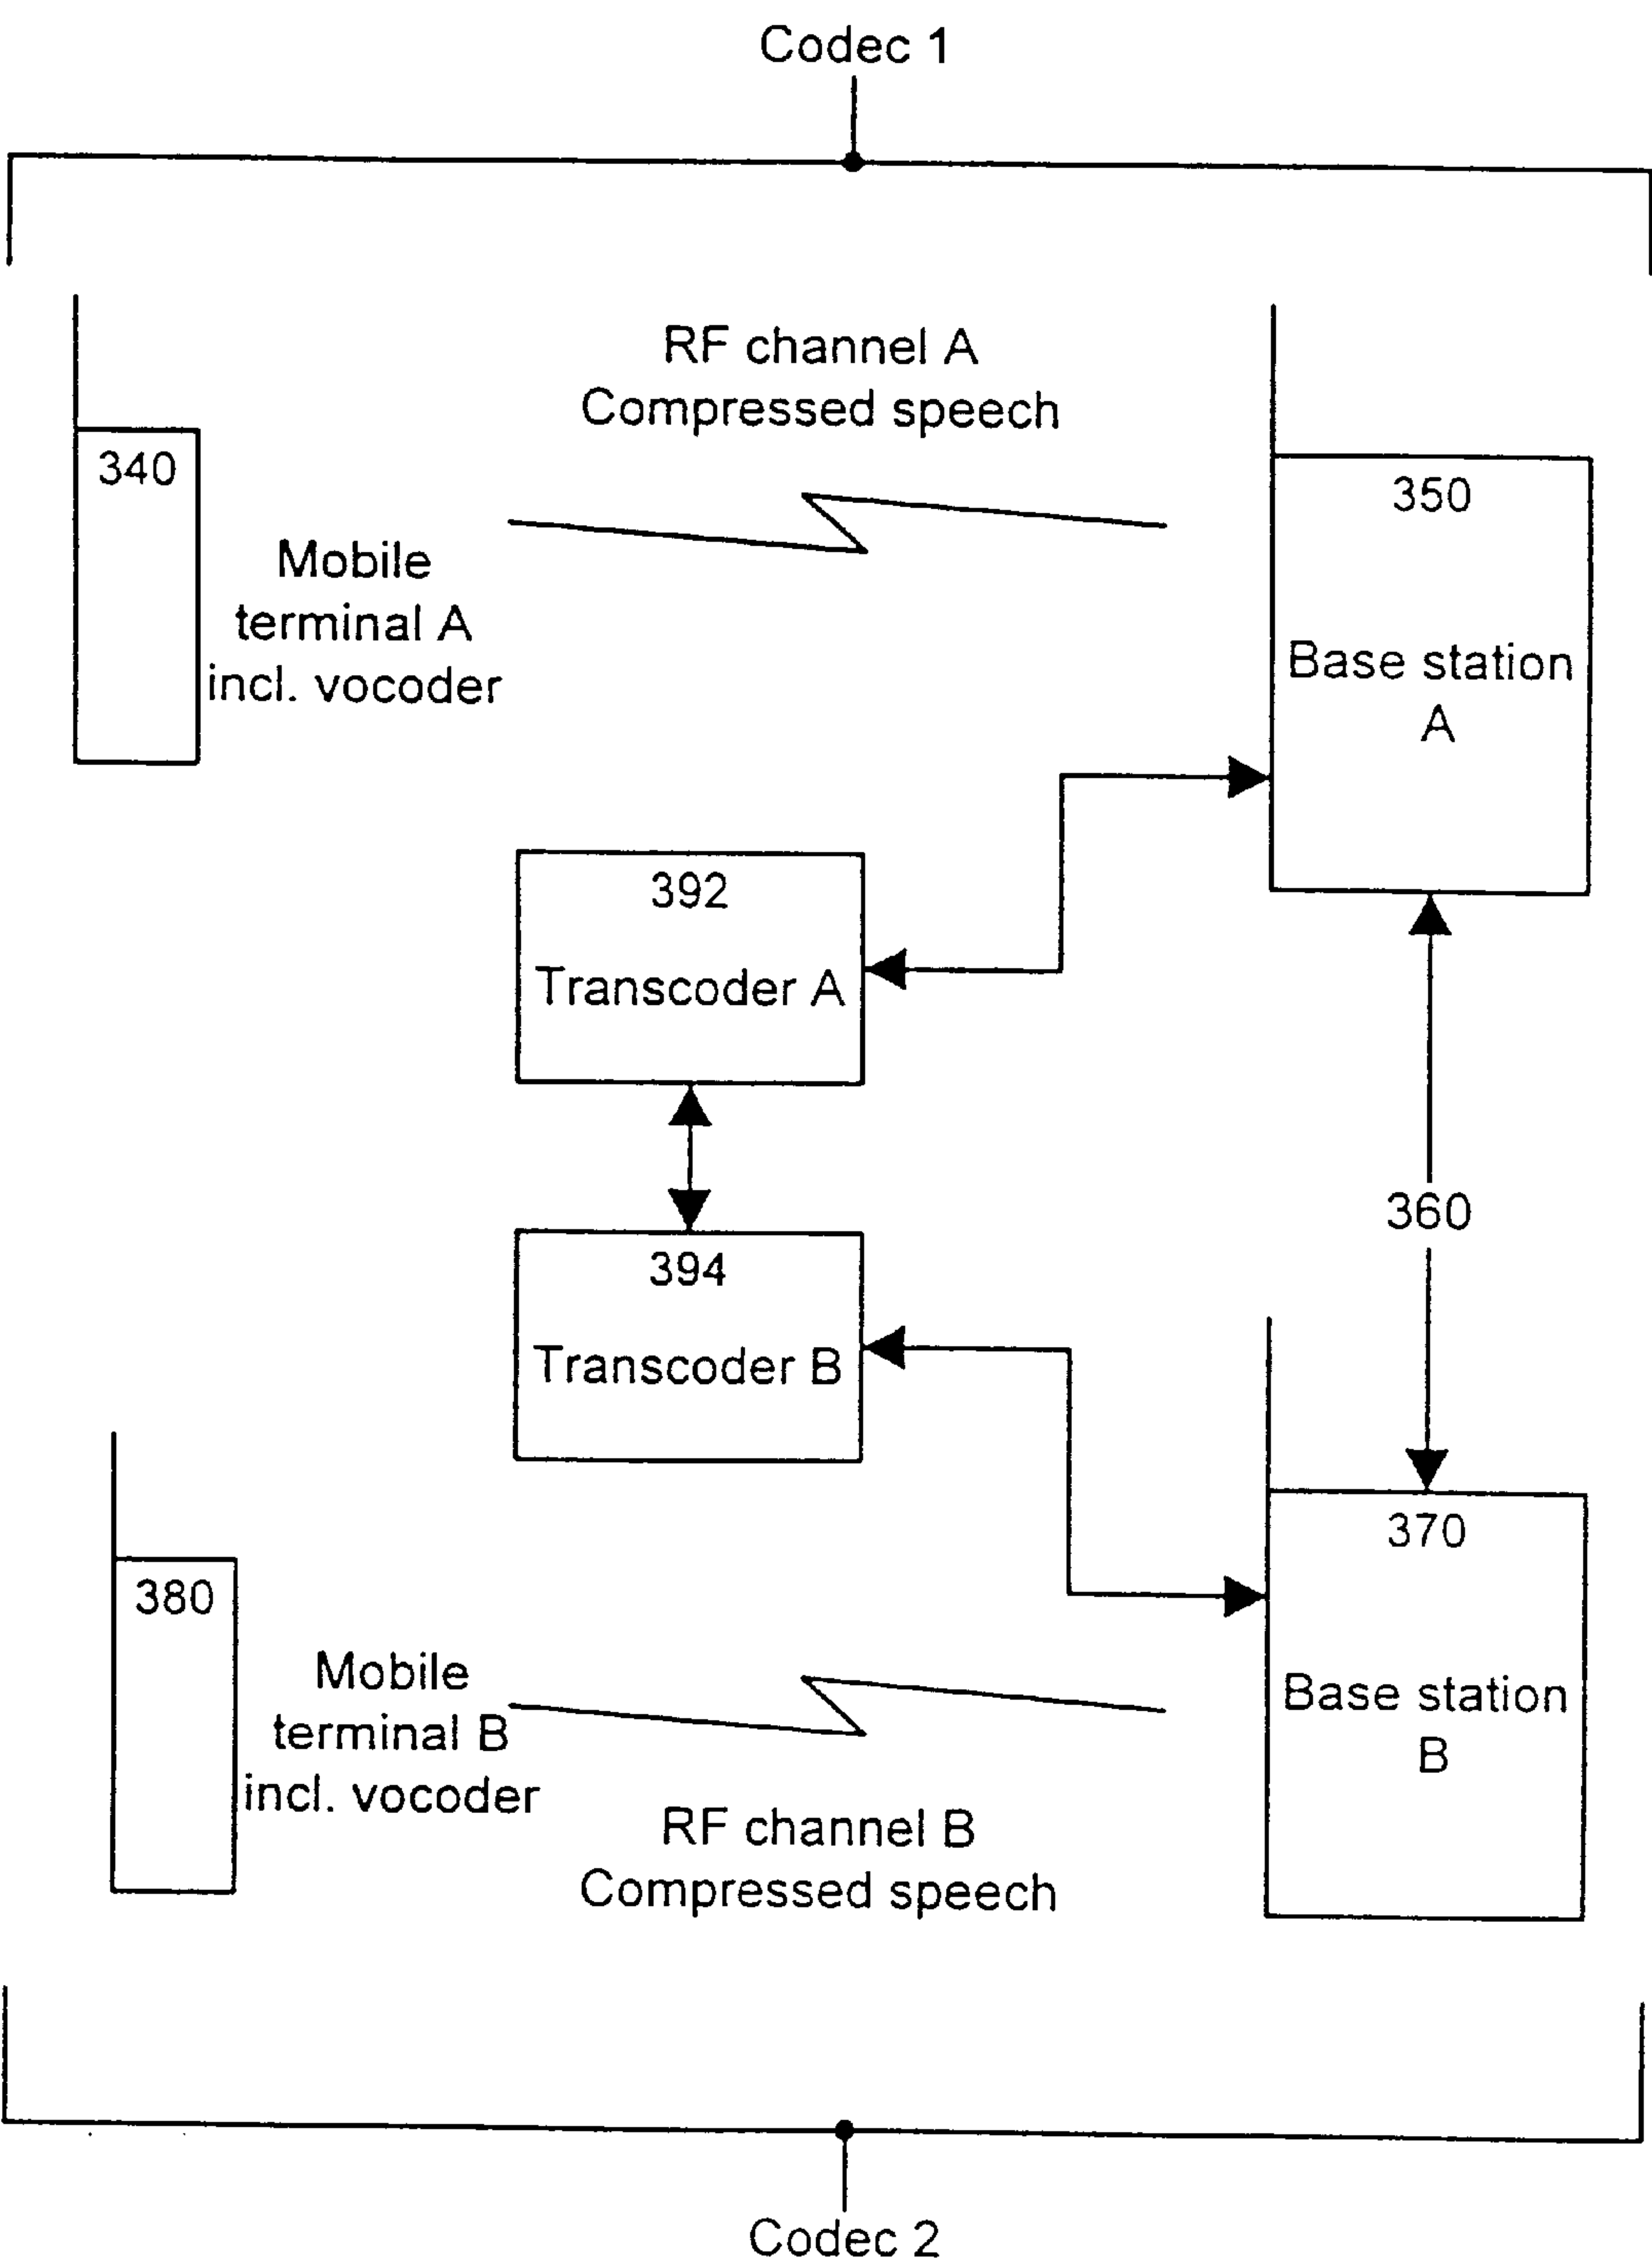 Codec 1
RF channel A
Compressed speech
340
350
Mobile
terminal A
incl. vocoder
Base station
A
392
Transcoder A
360
394
Transcoder B
370
380
Mobile
terminal B
incl. vocoder
Base station
B
RF channel B
Compressed speech
Codec 2